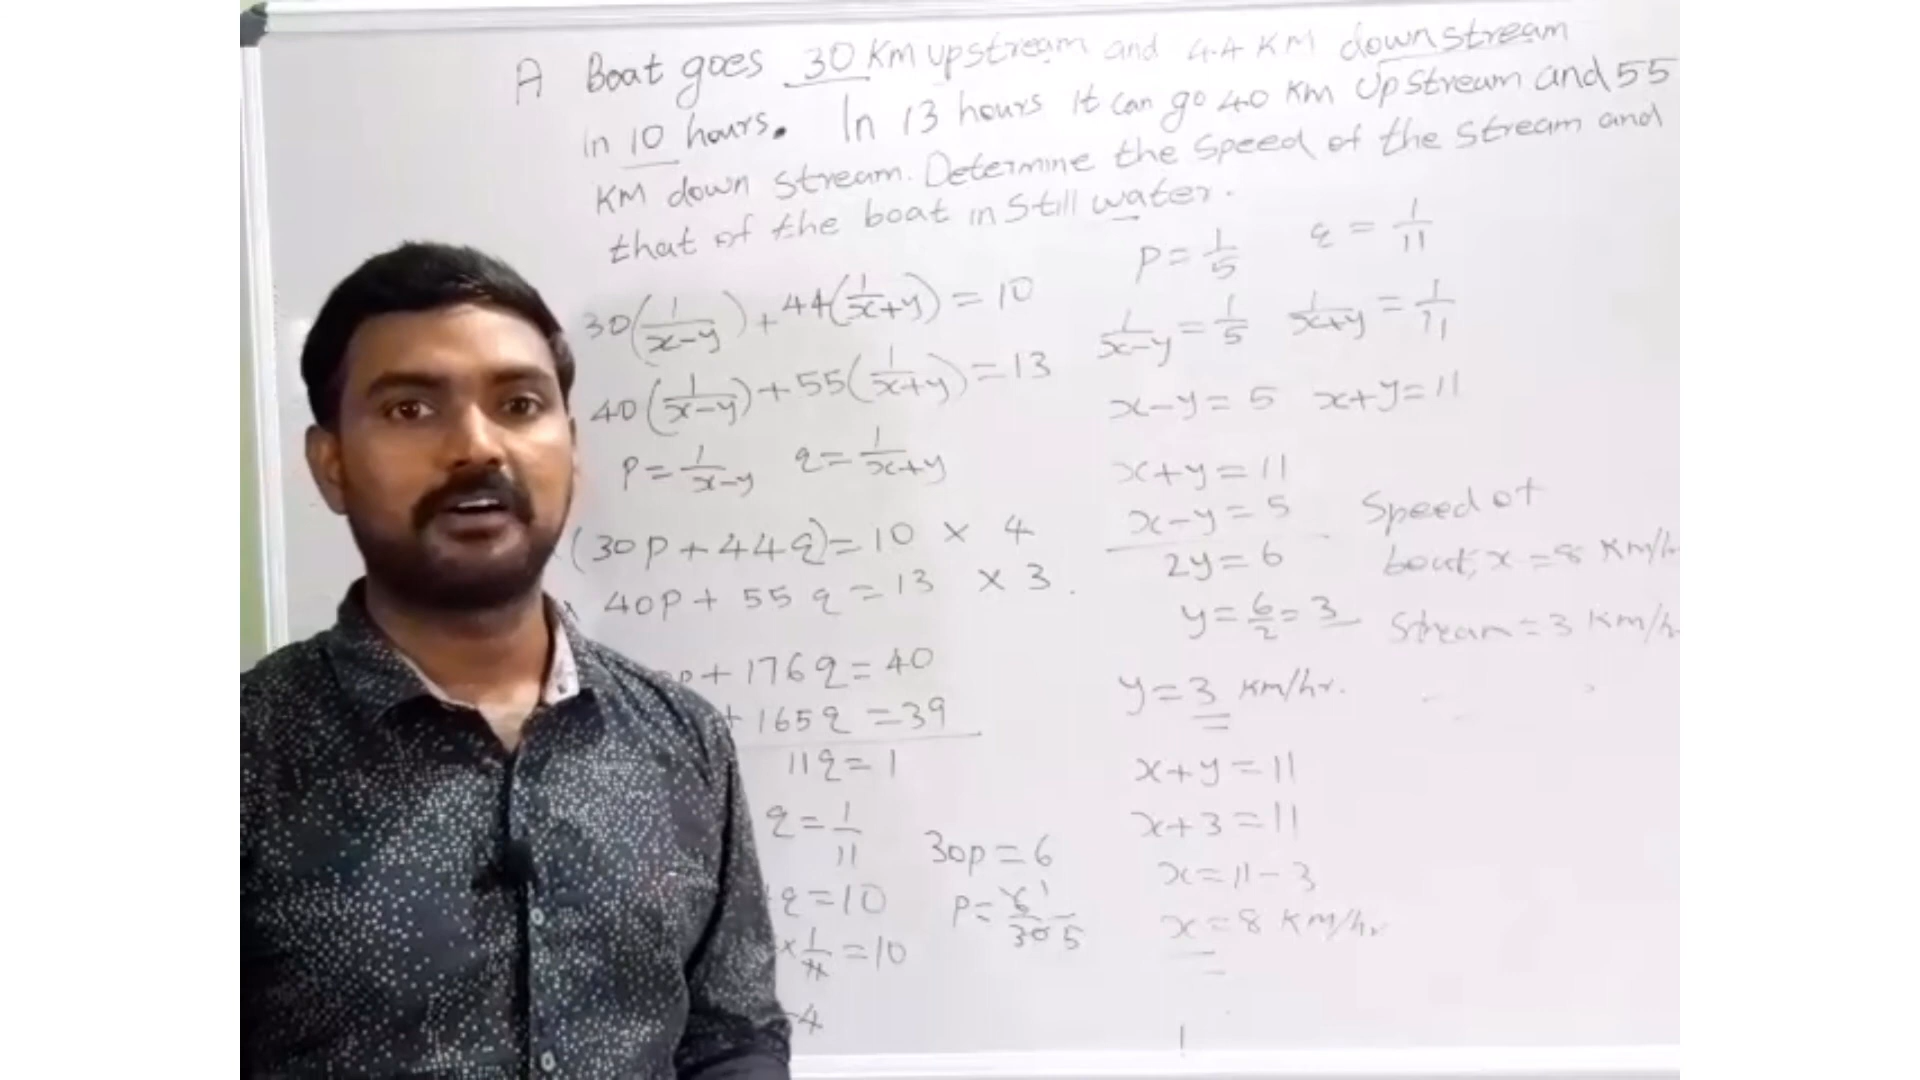 A Boat goes 30 Km upstream and 44 KM downstream
in 10 hours. In 13 hours it can go 40 Km Upstream and 55
KM down stream. Determine the speed of the stream and
that of the boat in Still water.
30(1/x-y) + 44(1/x+y) = 10
40(1/x-y) + 55(1/x+y) = 13
p = 1/x-y q = 1/x+y
(30p + 44q) = 10 × 4
40p + 55q = 13 × 3
p + 176q = 40
+ 165q = 39
11q = 1
q = 1/11
q = 10
× 1/11 = 10
4
30p = 6
p = 6/30 1/5
p = 1/5 q = 1/11
1/x-y = 1/5 1/x+y = 1/11
x-y = 5 x+y = 11
x+y = 11
x-y = 5
2y = 6
y = 6/2 = 3
y = 3 Km/hr.
x+y = 11
x+3 = 11
x = 11-3
x = 8 Km/hr
Speed of
boat, x = 8 Km/h
Stream = 3 Km/h